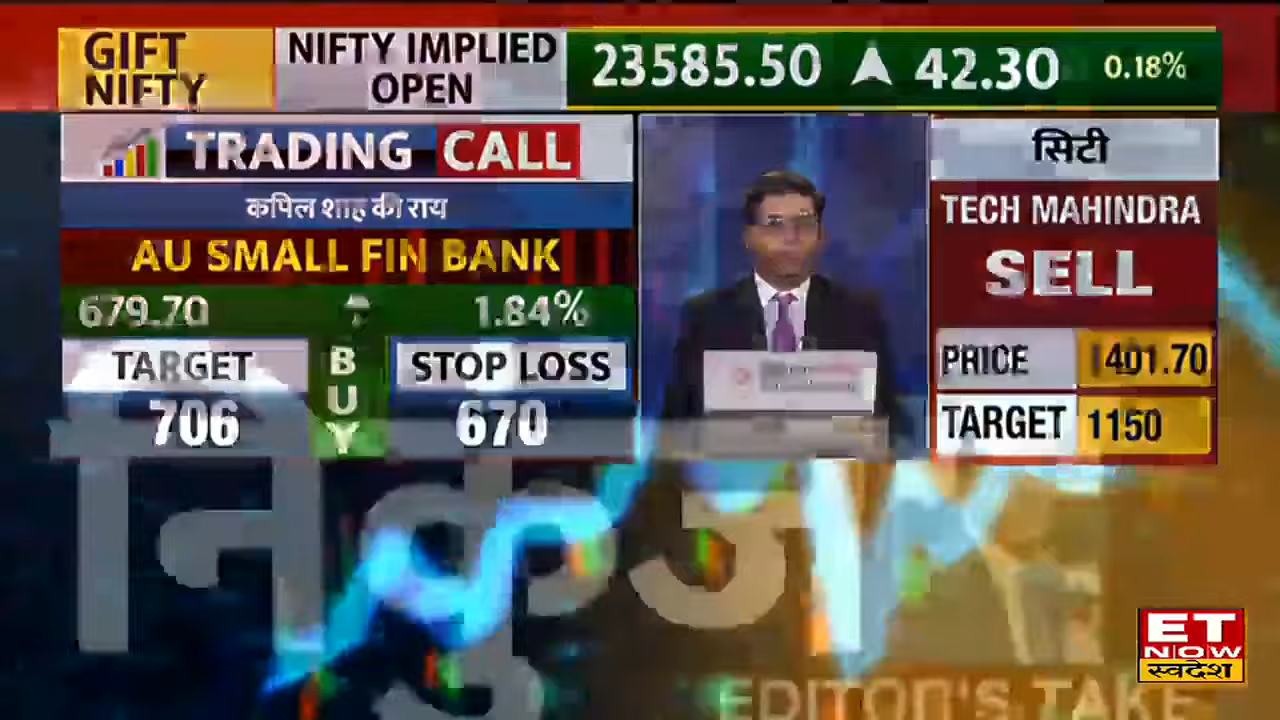 GIFT
NIFTY
NIFTY IMPLIED
OPEN
23585.50 42.30 0.18%
TRADING CALL
कपिल शाह की राय
AU SMALL FIN BANK
679.70 1.84%
TARGET
706
BUY
STOP LOSS
670
सिटी
TECH MAHINDRA
SELL
PRICE 1401.70
TARGET 1150
निकुंज
EDITOR'S TAKE
ET
NOW
स्वदेश